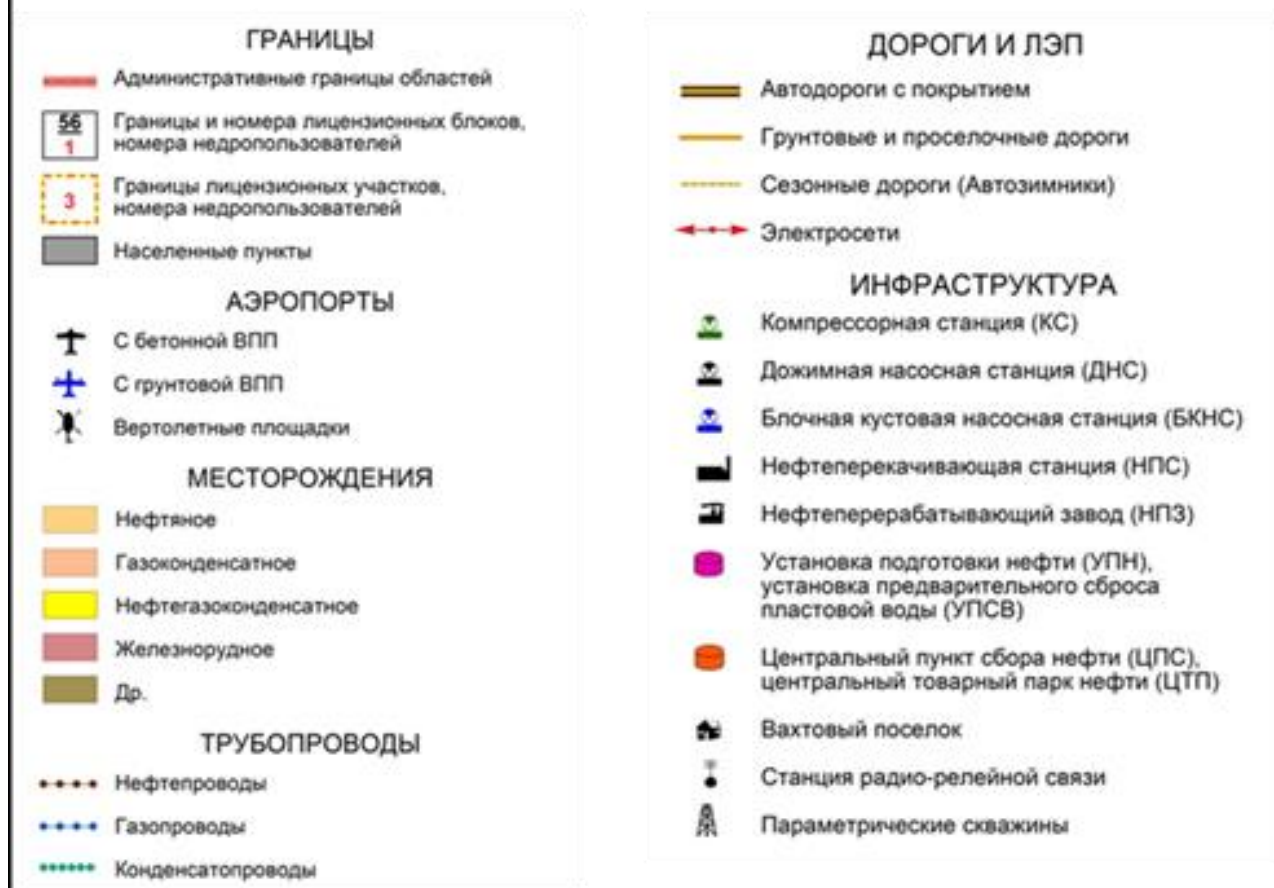 ГРАНИЦЫ
Административные границы областей
56
1
Границы и номера лицензионных блоков,
номера недропользователей
3
Границы лицензионных участков,
номера недропользователей
Населенные пункты
АЭРОПОРТЫ
С бетонной ВПП
С грунтовой ВПП
Вертолетные площадки
МЕСТОРОЖДЕНИЯ
Нефтяное
Газоконденсатное
Нефтегазоконденсатное
Железнорудное
Др.
ТРУБОПРОВОДЫ
Нефтепроводы
Газопроводы
Конденсатопроводы
ДОРОГИ И ЛЭП
Автодороги с покрытием
Грунтовые и проселочные дороги
Сезонные дороги (Автозимники)
Электросети
ИНФРАСТРУКТУРА
Компрессорная станция (КС)
Дожимная насосная станция (ДНС)
Блочная кустовая насосная станция (БКНС)
Нефтеперекачивающая станция (НПС)
Нефтеперерабатывающий завод (НПЗ)
Установка подготовки нефти (УПН),
установка предварительного сброса
пластовой воды (УПСВ)
Центральный пункт сбора нефти (ЦПС),
центральный товарный парк нефти (ЦТП)
Вахтовый поселок
Станция радио-релейной связи
Параметрические скважины